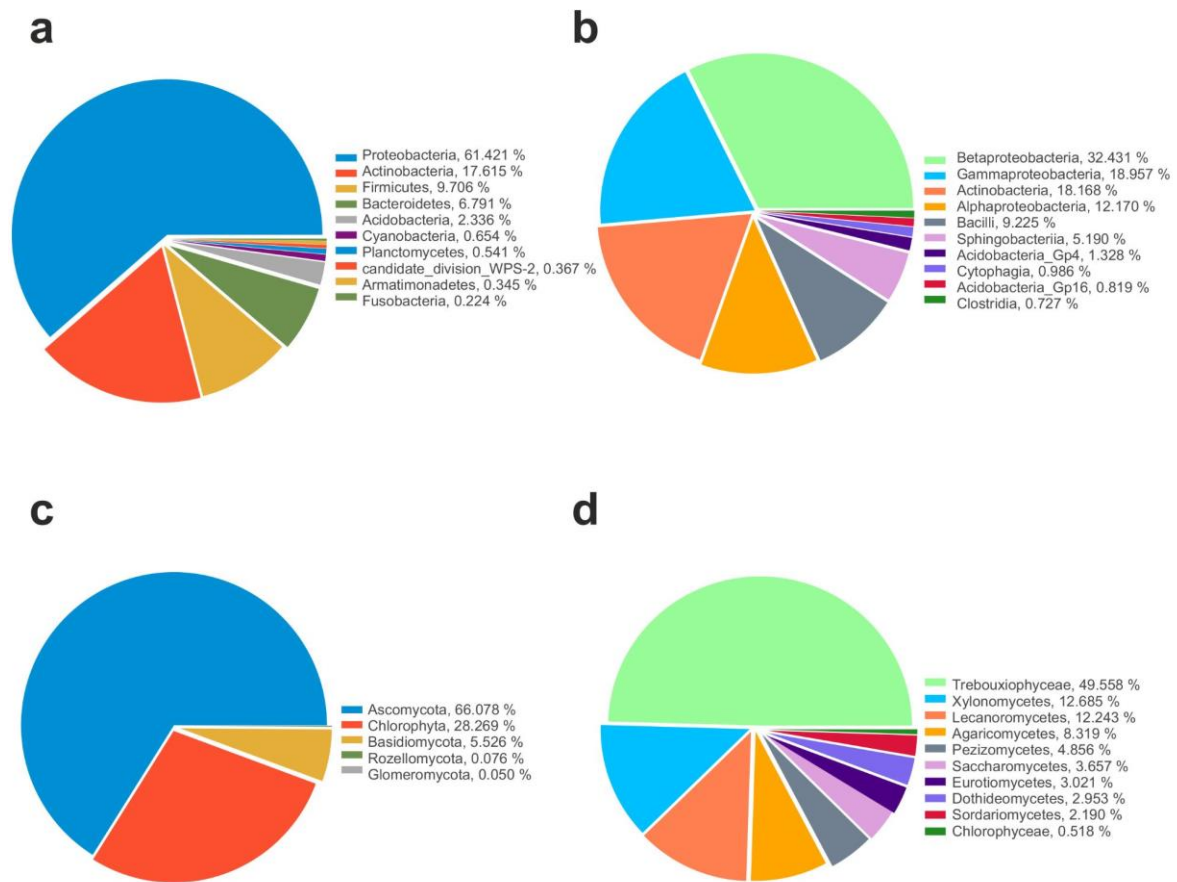 a
Proteobacteria, 61.421 %
Actinobacteria, 17.615 %
Firmicutes, 9.706 %
Bacteroidetes, 6.791 %
Acidobacteria, 2.336 %
Cyanobacteria, 0.654 %
Planctomycetes, 0.541 %
candidate_division_WPS-2, 0.367 %
Armatimonadetes, 0.345 %
Fusobacteria, 0.224 %
b
Betaproteobacteria, 32.431 %
Gammaproteobacteria, 18.957 %
Actinobacteria, 18.168 %
Alphaproteobacteria, 12.170 %
Bacilli, 9.225 %
Sphingobacteriia, 5.190 %
Acidobacteria_Gp4, 1.328 %
Cytophagia, 0.986 %
Acidobacteria_Gp16, 0.819 %
Clostridia, 0.727 %
c
Ascomycota, 66.078 %
Chlorophyta, 28.269 %
Basidiomycota, 5.526 %
Rozellomycota, 0.076 %
Glomeromycota, 0.050 %
d
Trebouxiophyceae, 49.558 %
Xylonomycetes, 12.685 %
Lecanoromycetes, 12.243 %
Agaricomycetes, 8.319 %
Pezizomycetes, 4.856 %
Saccharomycetes, 3.657 %
Eurotiomycetes, 3.021 %
Dothideomycetes, 2.953 %
Sordariomycetes, 2.190 %
Chlorophyceae, 0.518 %